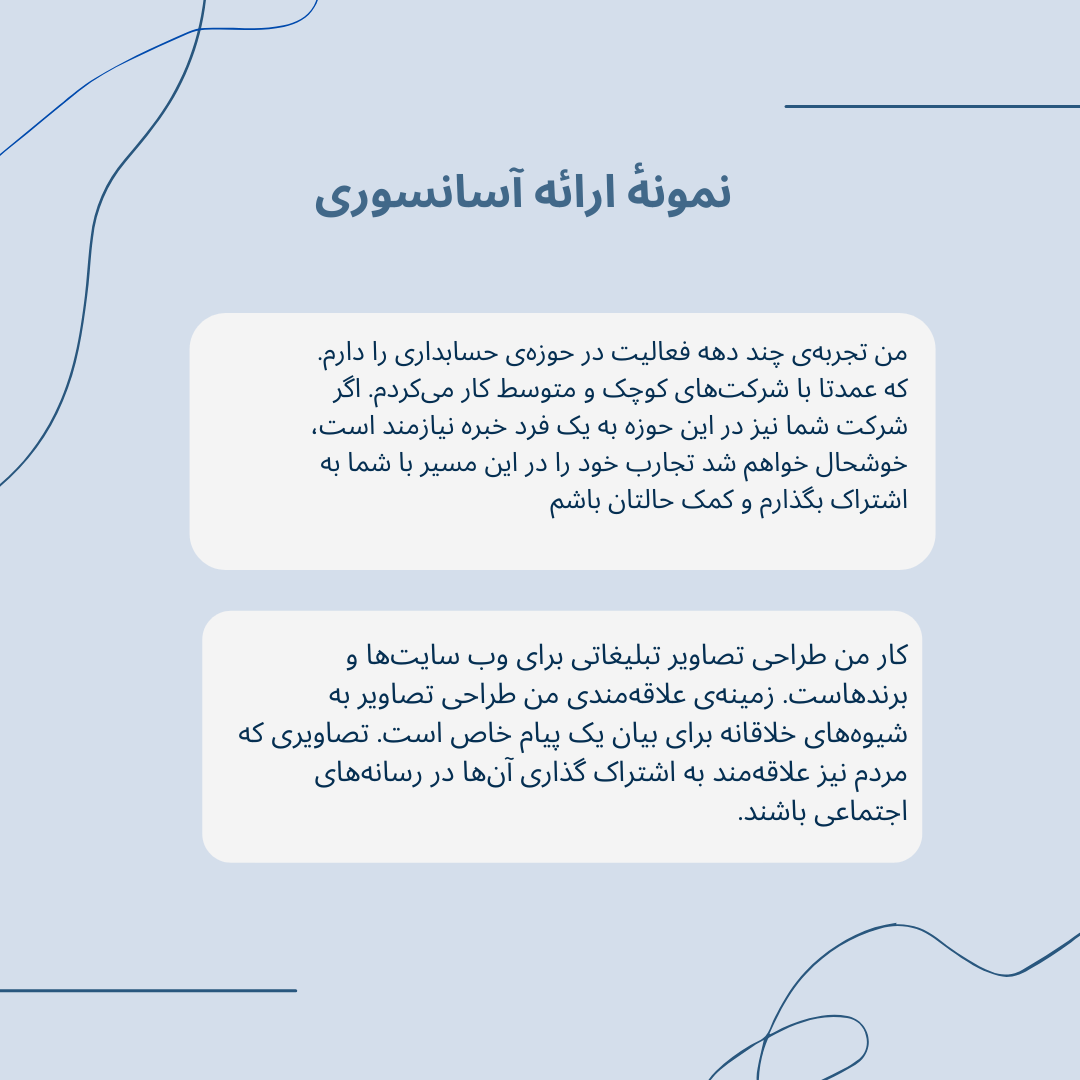 نمونهٔ ارائه آسانسوری
من تجربه‌ی چند دهه فعالیت در حوزه‌ی حسابداری را دارم.
که عمدتا با شرکت‌های کوچک و متوسط کار می‌کردم. اگر
شرکت شما نیز در این حوزه به یک فرد خبره نیازمند است،
خوشحال خواهم شد تجارب خود را در این مسیر با شما به
اشتراک بگذارم و کمک حالتان باشم
کار من طراحی تصاویر تبلیغاتی برای وب سایت‌ها و
برندهاست. زمینه‌ی علاقه‌مندی من طراحی تصاویر به
شیوه‌های خلاقانه برای بیان یک پیام خاص است. تصاویری که
مردم نیز علاقه‌مند به اشتراک گذاری آن‌ها در رسانه‌های
اجتماعی باشند.